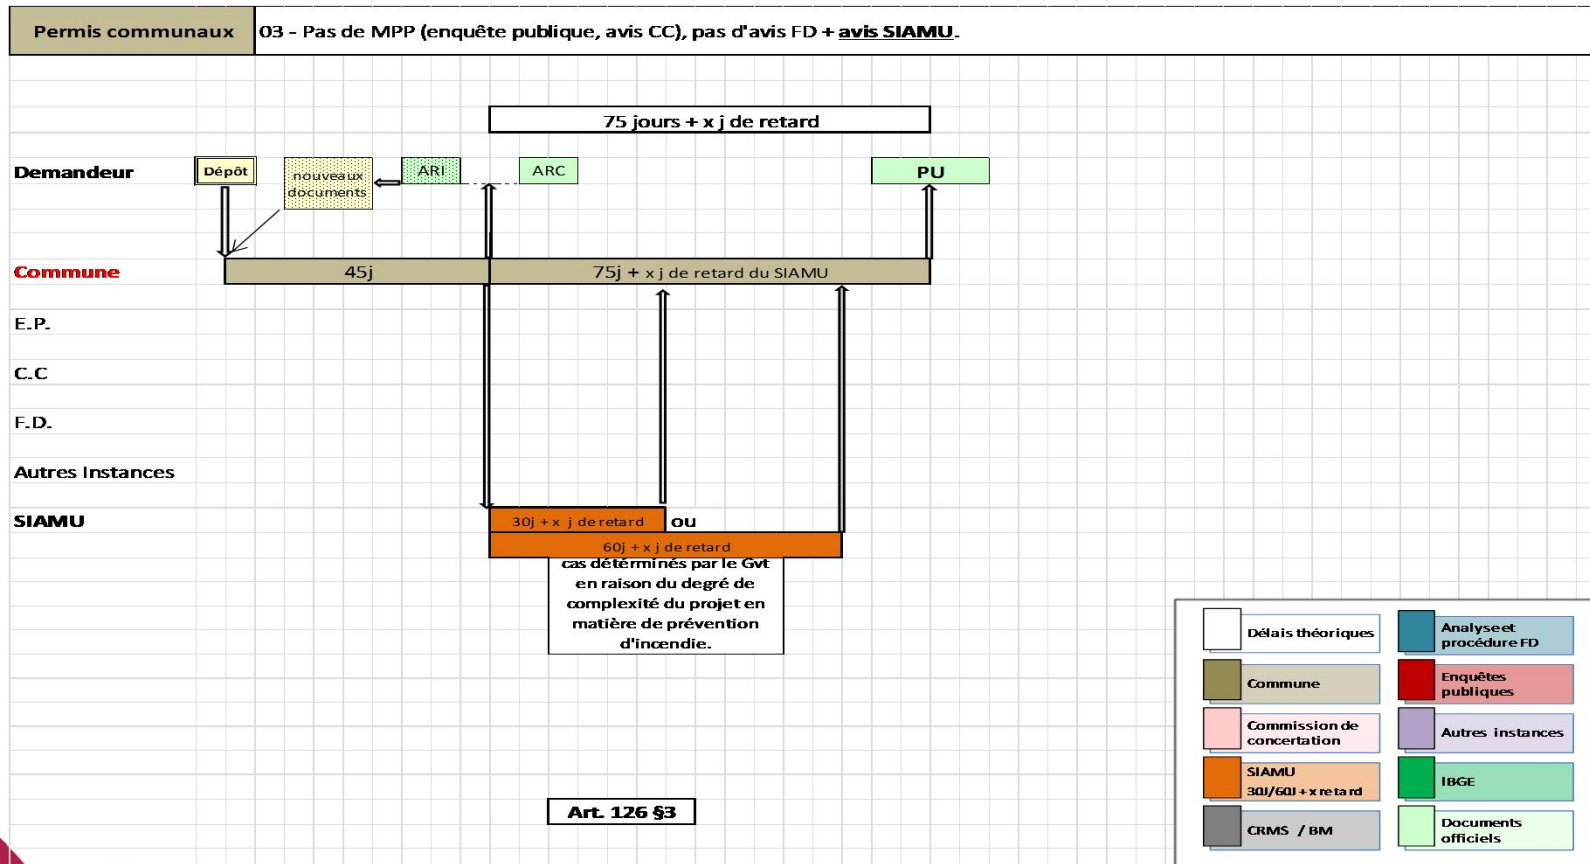 Permis communaux
03 - Pas de MPP (enquête publique, avis CC), pas d'avis FD + avis SIAMU.
75 jours + x j de retard
Demandeur
Dépôt
nouveaux
documents
ARI
ARC
PU
Commune
45j
75j + x j de retard du SIAMU
E.P.
C.C
F.D.
Autres Instances
SIAMU
30j + x j de retard
ou
60j + x j de retard
cas détérminés par le Gvt
en raison du degré de
complexité du projet en
matière de prévention
d'incendie.
Art. 126 §3
Délais théoriques
Analyse et
procédure FD
Commune
Enquêtes
publiques
Commission de
concertation
Autres instances
SIAMU
30J/60J + x retard
IBGE
CRMS / BM
Documents
officiels